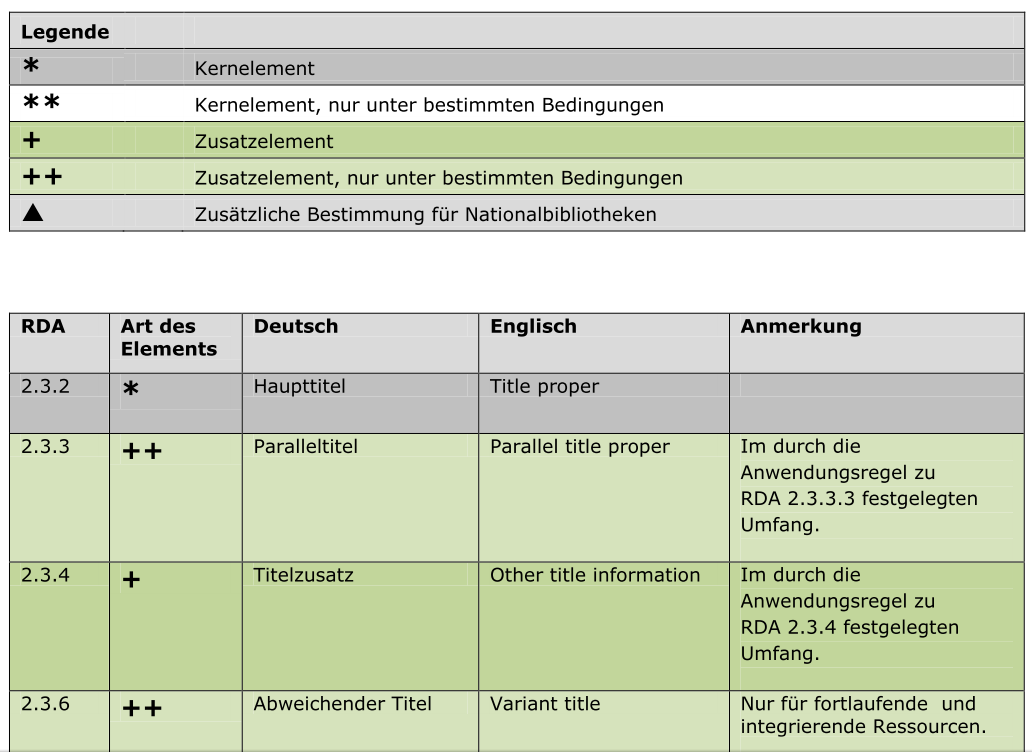 Legende
* Kernelement
** Kernelement, nur unter bestimmten Bedingungen
+ Zusatzelement
++ Zusatzelement, nur unter bestimmten Bedingungen
▲ Zusätzliche Bestimmung für Nationalbibliotheken
RDA Art des Elements Deutsch Englisch Anmerkung
2.3.2 * Haupttitel Title proper
2.3.3 ++ Paralleltitel Parallel title proper Im durch die
Anwendungsregel zu
RDA 2.3.3.3 festgelegten
Umfang.
2.3.4 + Titelzusatz Other title information Im durch die
Anwendungsregel zu
RDA 2.3.4 festgelegten
Umfang.
2.3.6 ++ Abweichender Titel Variant title Nur für fortlaufende und
integrierende Ressourcen.